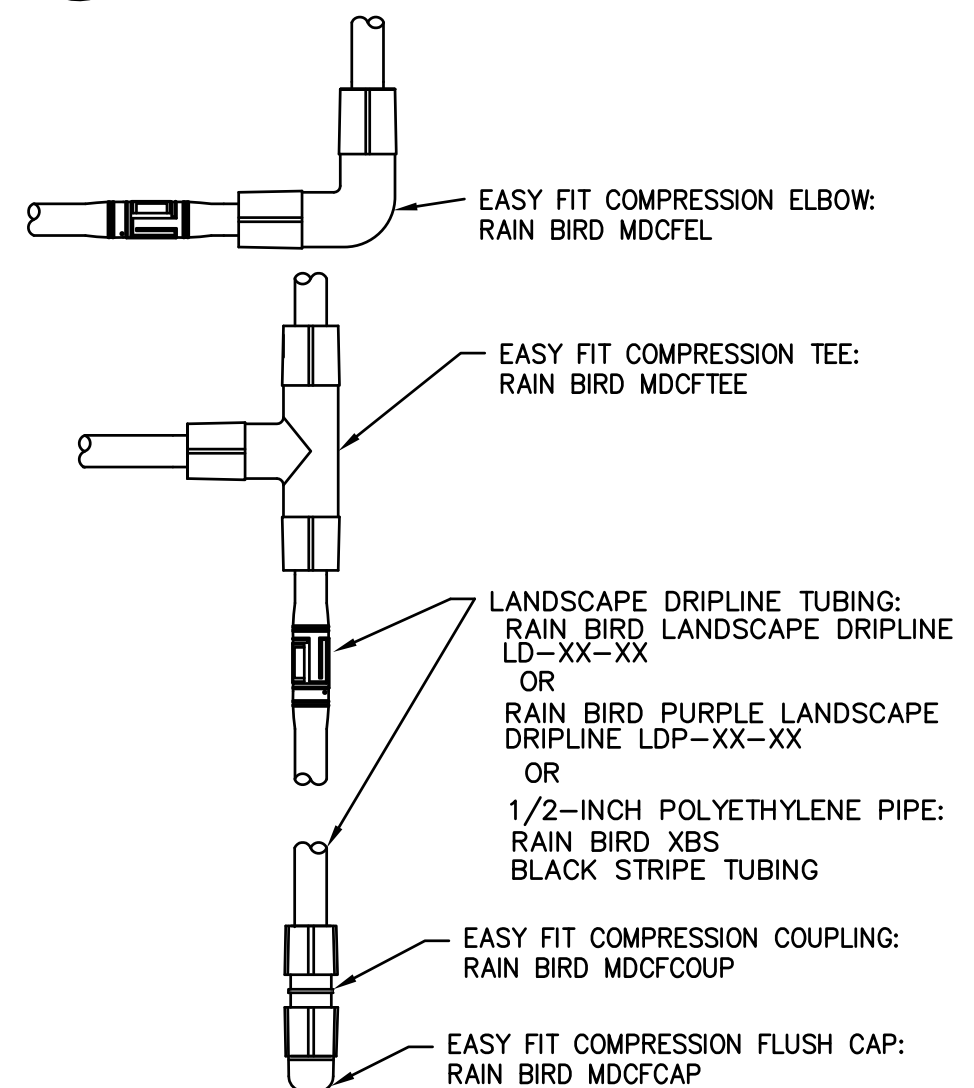 EASY FIT COMPRESSION ELBOW:
RAIN BIRD MDCFEL
EASY FIT COMPRESSION TEE:
RAIN BIRD MDCFTEE
LANDSCAPE DRIPLINE TUBING:
RAIN BIRD LANDSCAPE DRIPLINE
LD-XX-XX
OR
RAIN BIRD PURPLE LANDSCAPE
DRIPLINE LDP-XX-XX
OR
1/2-INCH POLYETHYLENE PIPE:
RAIN BIRD XBS
BLACK STRIPE TUBING
EASY FIT COMPRESSION COUPLING:
RAIN BIRD MDCFCOUP
EASY FIT COMPRESSION FLUSH CAP:
RAIN BIRD MDCFCAP